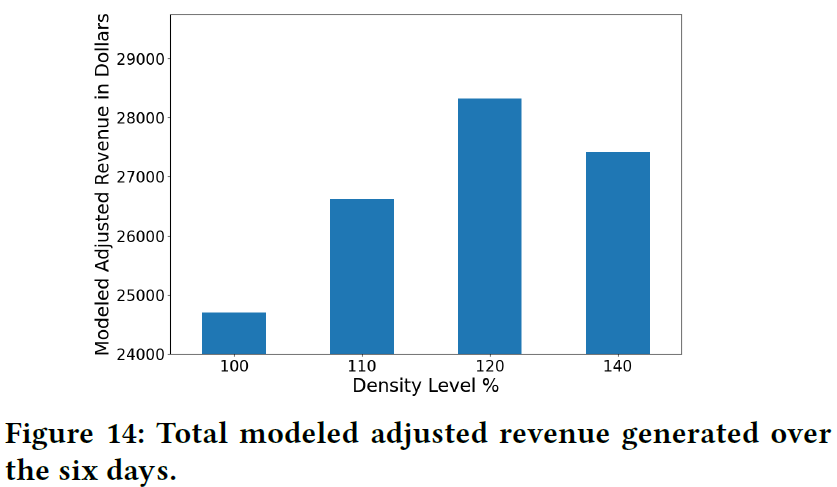 Modeled Adjusted Revenue in Dollars
29000
28000
27000
26000
25000
24000
100 110 120 140
Density Level %
Figure 14: Total modeled adjusted revenue generated over
the six days.